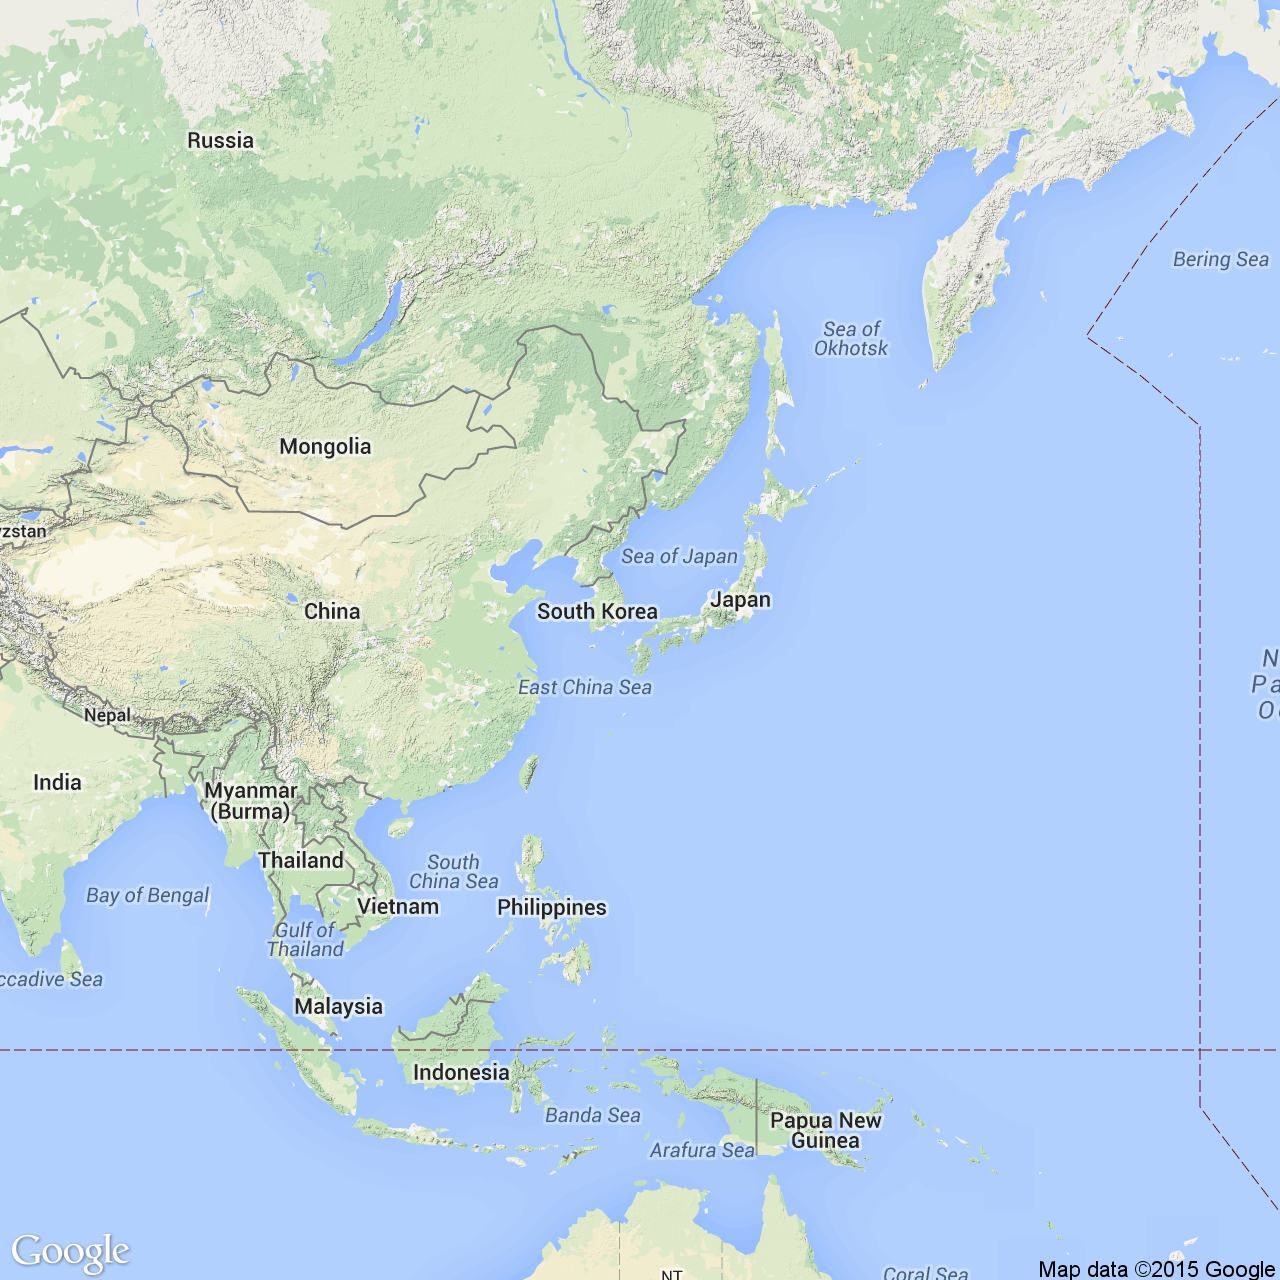 Russia
Bering Sea
Sea of
Okhotsk
Mongolia
yzstan
Sea of Japan
China
South Korea
Japan
East China Sea
N
Pa
O
Nepal
India
Myanmar
(Burma)
Thailand
South
China Sea
Bay of Bengal
Vietnam
Philippines
Gulf of
Thailand
ccadive Sea
Malaysia
Indonesia
Banda Sea
Papua New
Guinea
Arafura Sea
Google
NT
Coral Sea
Map data ©2015 Google